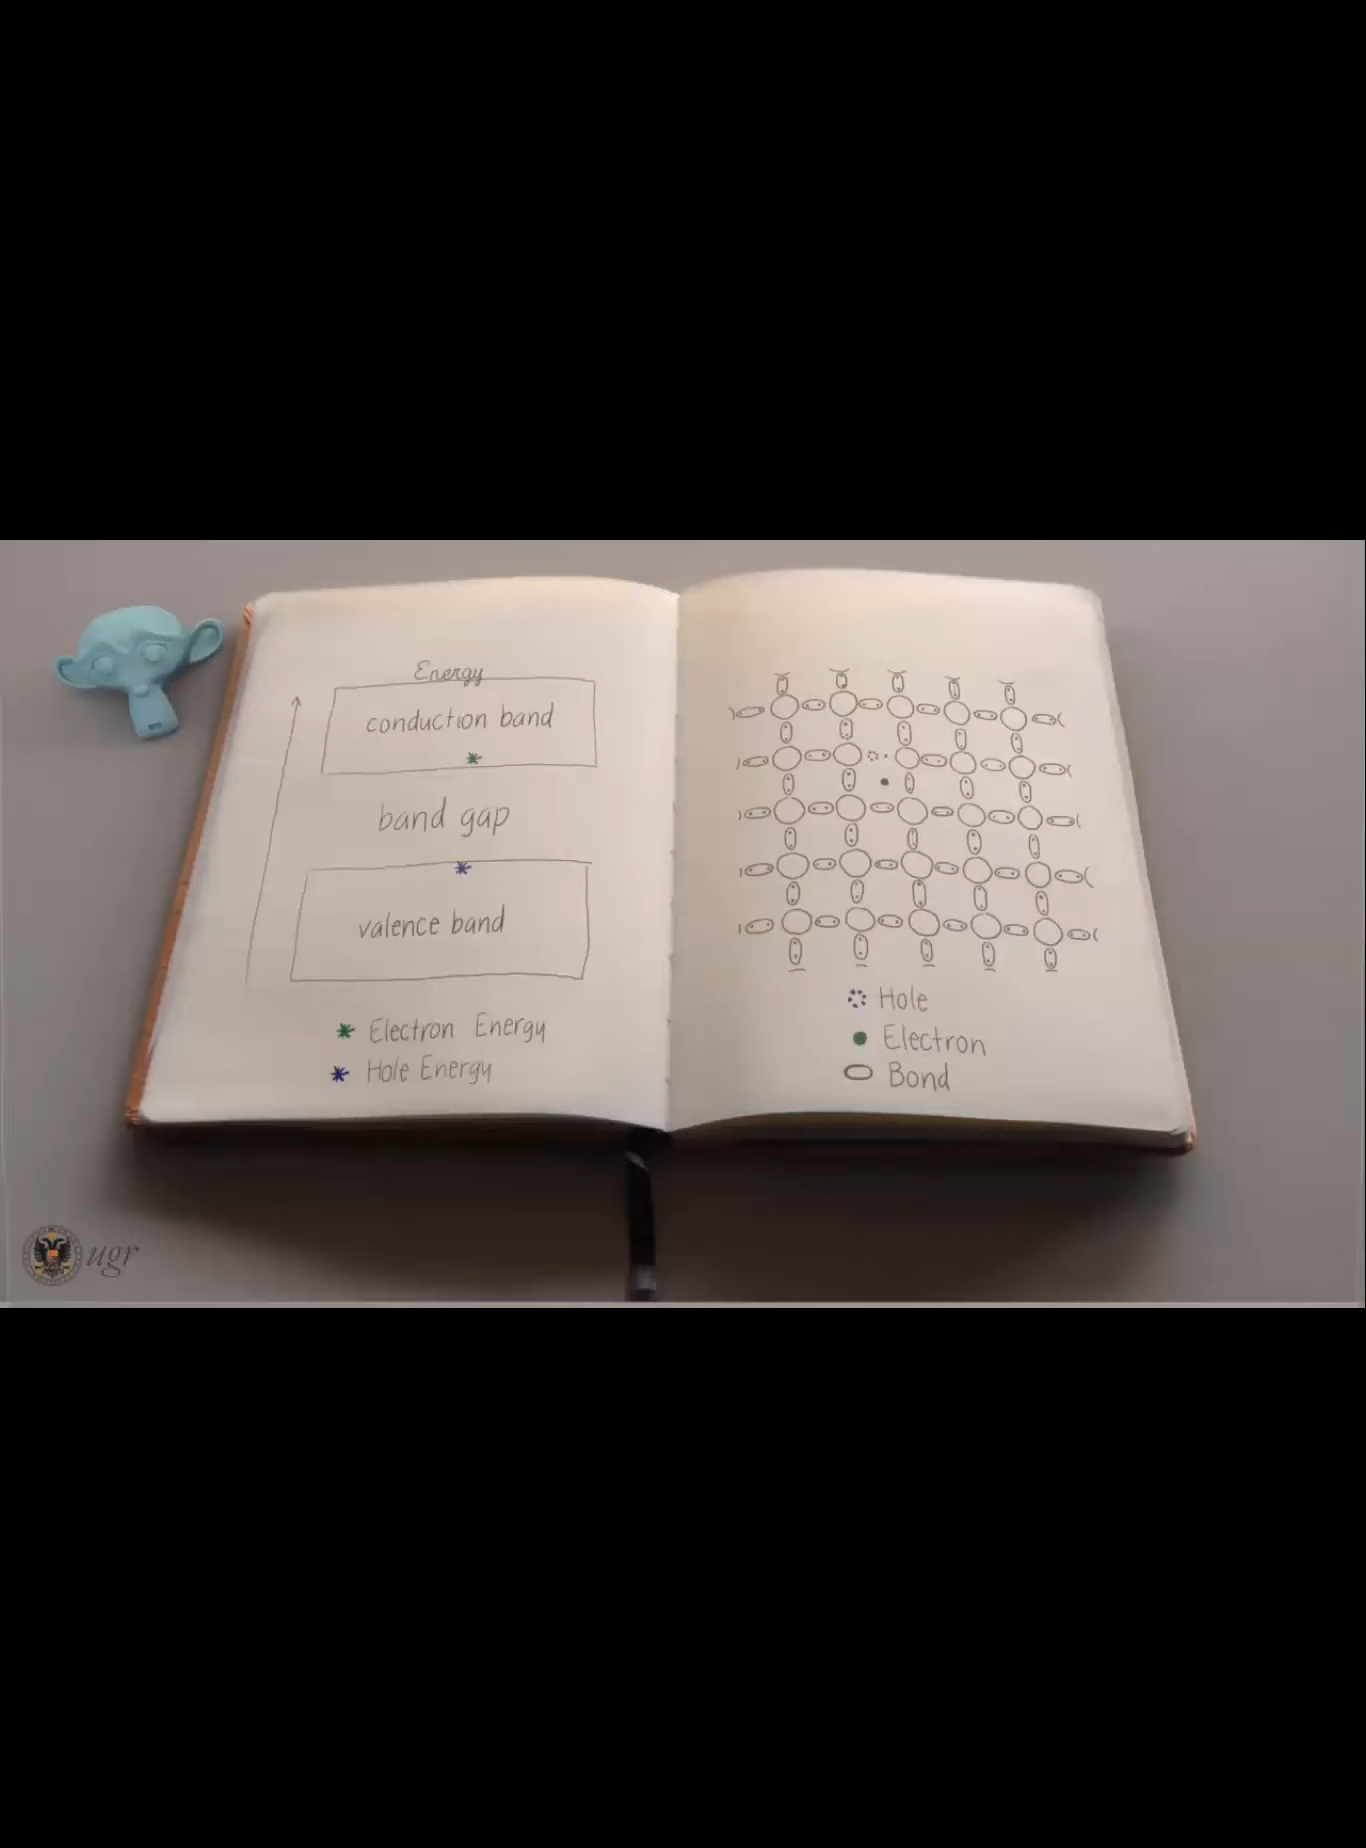 Energy
conduction band
band gap
valence band
Electron Energy
Hole Energy
Hole
Electron
Bond
ugr